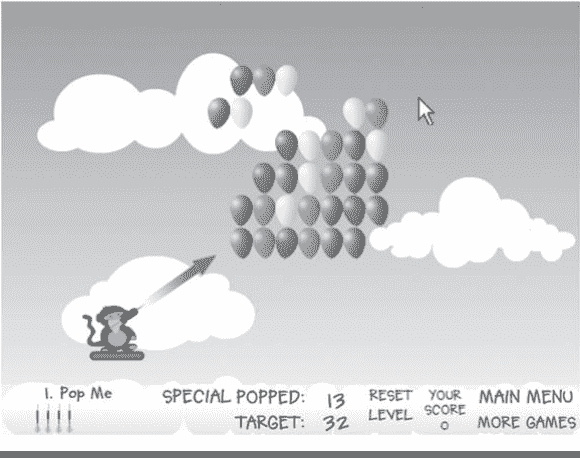 1. Pop Me
SPECIAL POPPED: 13
TARGET: 32
RESET
LEVEL
YOUR
SCORE
0
MAIN MENU
MORE GAMES